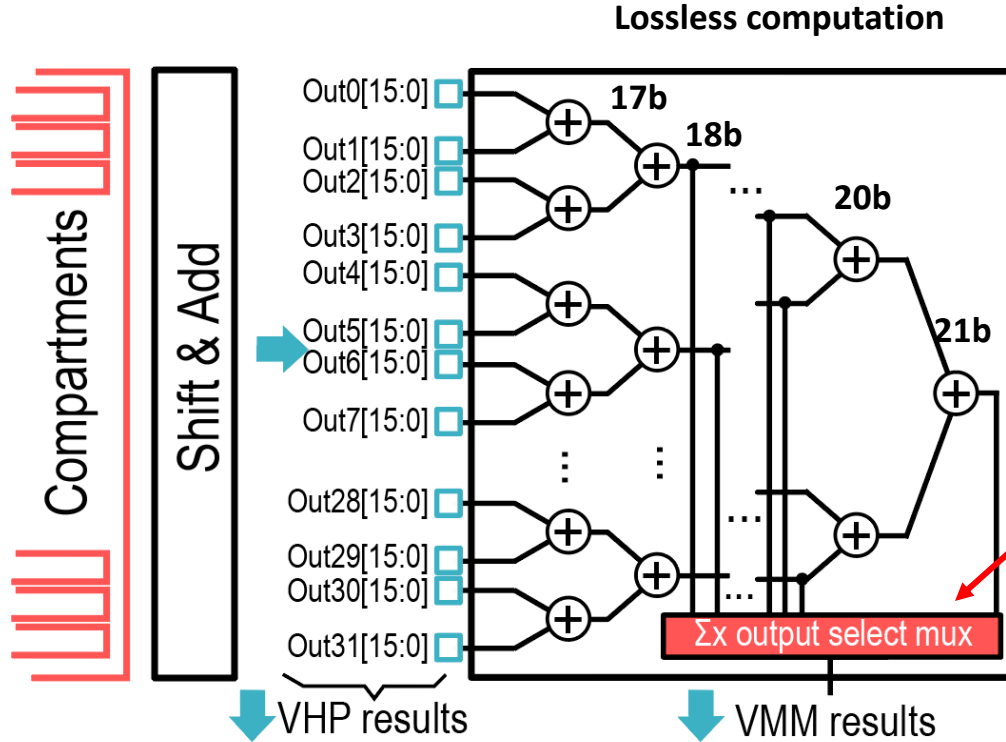 Lossless computation
Compartments
Shift & Add
Out0[15:0]
Out1[15:0]
Out2[15:0]
Out3[15:0]
Out4[15:0]
Out5[15:0]
Out6[15:0]
Out7[15:0]
Out28[15:0]
Out29[15:0]
Out30[15:0]
Out31[15:0]
17b
18b
...
20b
21b
...
...
...
...
Σx output select mux
VHP results
VMM results